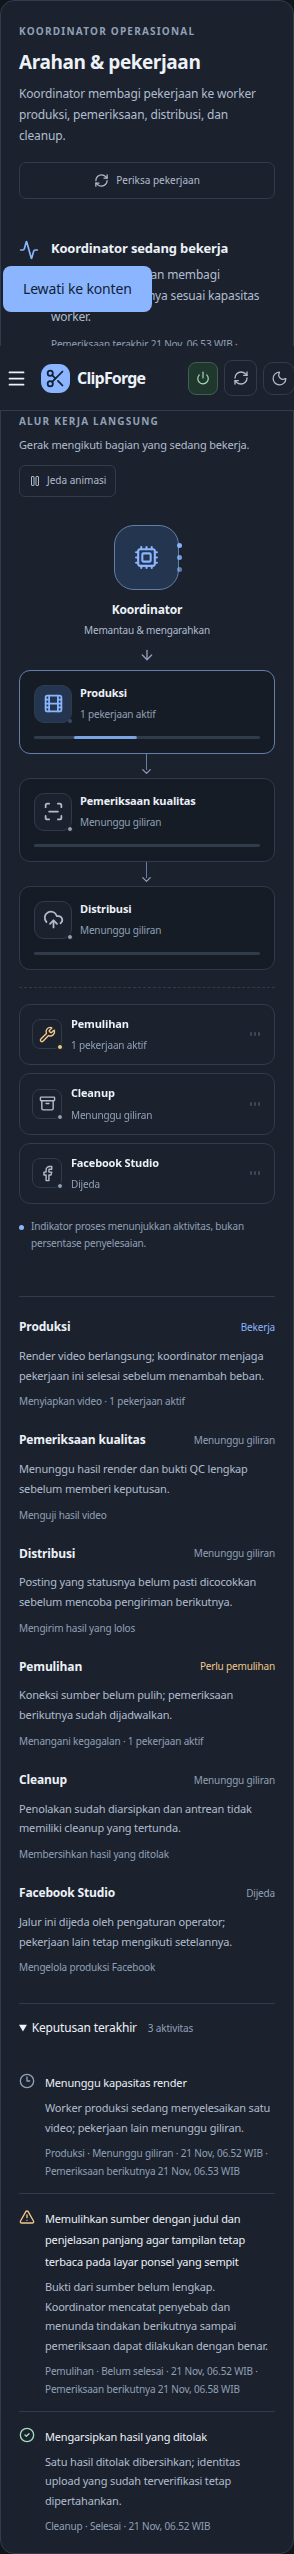 KOORDINATOR OPERASIONAL
Arahan & pekerjaan
Koordinator membagi pekerjaan ke worker
produksi, pemeriksaan, distribusi, dan
cleanup.
Periksa pekerjaan
Koordinator sedang bekerja
an membagi
Lewati ke konten
nya sesuai kapasitas
worker.
Pemeriksaan terakhir 21 Nov, 06.53 WIB ·
ClipForge
ALUR KERJA LANGSUNG
Gerak mengikuti bagian yang sedang bekerja.
Jeda animasi
Koordinator
Memantau & mengarahkan
Produksi
1 pekerjaan aktif
Pemeriksaan kualitas
Menunggu giliran
Distribusi
Menunggu giliran
Pemulihan
1 pekerjaan aktif
Cleanup
Menunggu giliran
Facebook Studio
Dijeda
Indikator proses menunjukkan aktivitas, bukan
persentase penyelesaian.
Produksi Bekerja
Render video berlangsung; koordinator menjaga
pekerjaan ini selesai sebelum menambah beban.
Menyiapkan video · 1 pekerjaan aktif
Pemeriksaan kualitas Menunggu giliran
Menunggu hasil render dan bukti QC lengkap
sebelum memberi keputusan.
Menguji hasil video
Distribusi Menunggu giliran
Posting yang statusnya belum pasti dicocokkan
sebelum mencoba pengiriman berikutnya.
Mengirim hasil yang lolos
Pemulihan Perlu pemulihan
Koneksi sumber belum pulih; pemeriksaan
berikutnya sudah dijadwalkan.
Menangani kegagalan · 1 pekerjaan aktif
Cleanup Menunggu giliran
Penolakan sudah diarsipkan dan antrean tidak
memiliki cleanup yang tertunda.
Membersihkan hasil yang ditolak
Facebook Studio Dijeda
Jalur ini dijeda oleh pengaturan operator;
pekerjaan lain tetap mengikuti setelannya.
Mengelola produksi Facebook
Keputusan terakhir 3 aktivitas
Menunggu kapasitas render
Worker produksi sedang menyelesaikan satu
video; pekerjaan lain menunggu giliran.
Produksi · Menunggu giliran · 21 Nov, 06.52 WIB ·
Pemeriksaan berikutnya 21 Nov, 06.53 WIB
Memulihkan sumber dengan judul dan
penjelasan panjang agar tampilan tetap
terbaca pada layar ponsel yang sempit
Bukti dari sumber belum lengkap.
Koordinator mencatat penyebab dan
menunda tindakan berikutnya sampai
pemeriksaan dapat dilakukan dengan benar.
Pemulihan · Belum selesai · 21 Nov, 06.52 WIB ·
Pemeriksaan berikutnya 21 Nov, 06.58 WIB
Mengarsipkan hasil yang ditolak
Satu hasil ditolak dibersihkan; identitas
upload yang sudah terverifikasi tetap
dipertahankan.
Cleanup · Selesai · 21 Nov, 06.52 WIB